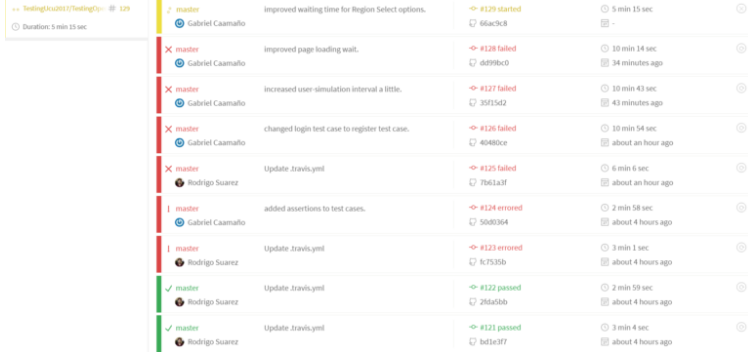 TestingUcu2017/TestingOp # 129
Duration: 5 min 15 sec
master improved waiting time for Region Select options. #129 started 5 min 15 sec
Gabriel Caamaño 66ac9c8 -
master improved page loading wait. #128 failed 10 min 14 sec
Gabriel Caamaño dd99bc0 34 minutes ago
master increased user-simulation interval a little. #127 failed 10 min 43 sec
Gabriel Caamaño 35f15d2 43 minutes ago
master changed login test case to register test case. #126 failed 10 min 54 sec
Gabriel Caamaño 40480ce about an hour ago
master Update .travis.yml #125 failed 6 min 6 sec
Rodrigo Suarez 7b61a3f about an hour ago
master added assertions to test cases. #124 errored 2 min 58 sec
Gabriel Caamaño 50d0364 about 4 hours ago
master Update .travis.yml #123 errored 3 min 1 sec
Rodrigo Suarez fc7535b about 4 hours ago
master Update .travis.yml #122 passed 2 min 59 sec
Rodrigo Suarez 2fda5bb about 4 hours ago
master Update .travis.yml #121 passed 3 min 4 sec
Rodrigo Suarez bd1e3f7 about 4 hours ago